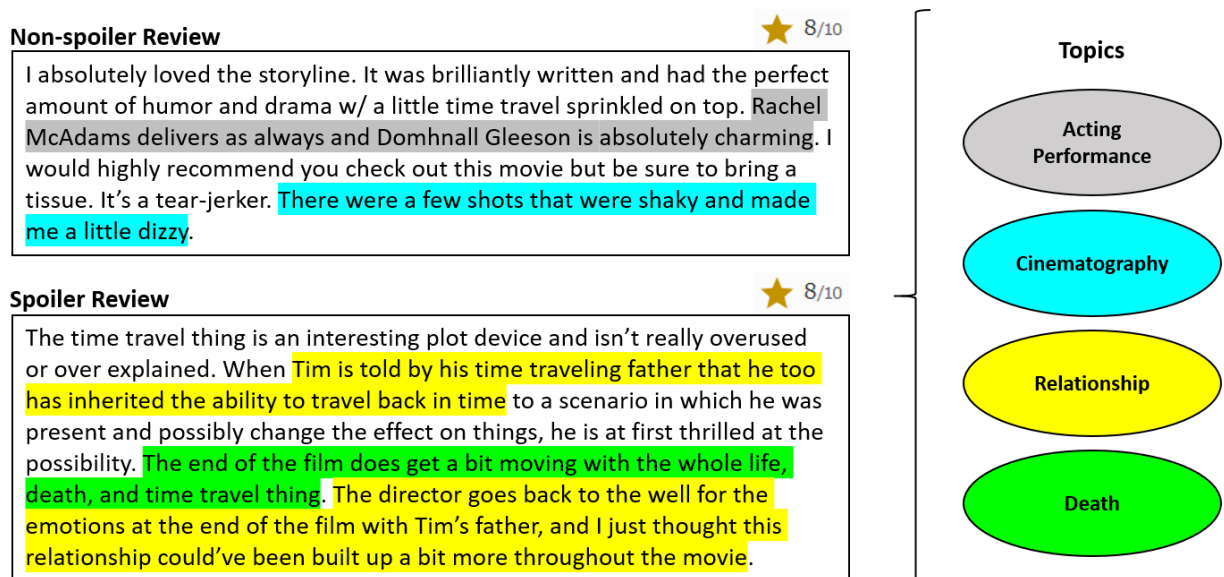 Non-spoiler Review
8/10
I absolutely loved the storyline. It was brilliantly written and had the perfect
amount of humor and drama w/ a little time travel sprinkled on top. Rachel
McAdams delivers as always and Domhnall Gleeson is absolutely charming. I
would highly recommend you check out this movie but be sure to bring a
tissue. It’s a tear-jerker. There were a few shots that were shaky and made
me a little dizzy.
Spoiler Review
8/10
The time travel thing is an interesting plot device and isn’t really overused
or over explained. When Tim is told by his time traveling father that he too
has inherited the ability to travel back in time to a scenario in which he was
present and possibly change the effect on things, he is at first thrilled at the
possibility. The end of the film does get a bit moving with the whole life,
death, and time travel thing. The director goes back to the well for the
emotions at the end of the film with Tim’s father, and I just thought this
relationship could’ve been built up a bit more throughout the movie.
Topics
Acting
Performance
Cinematography
Relationship
Death